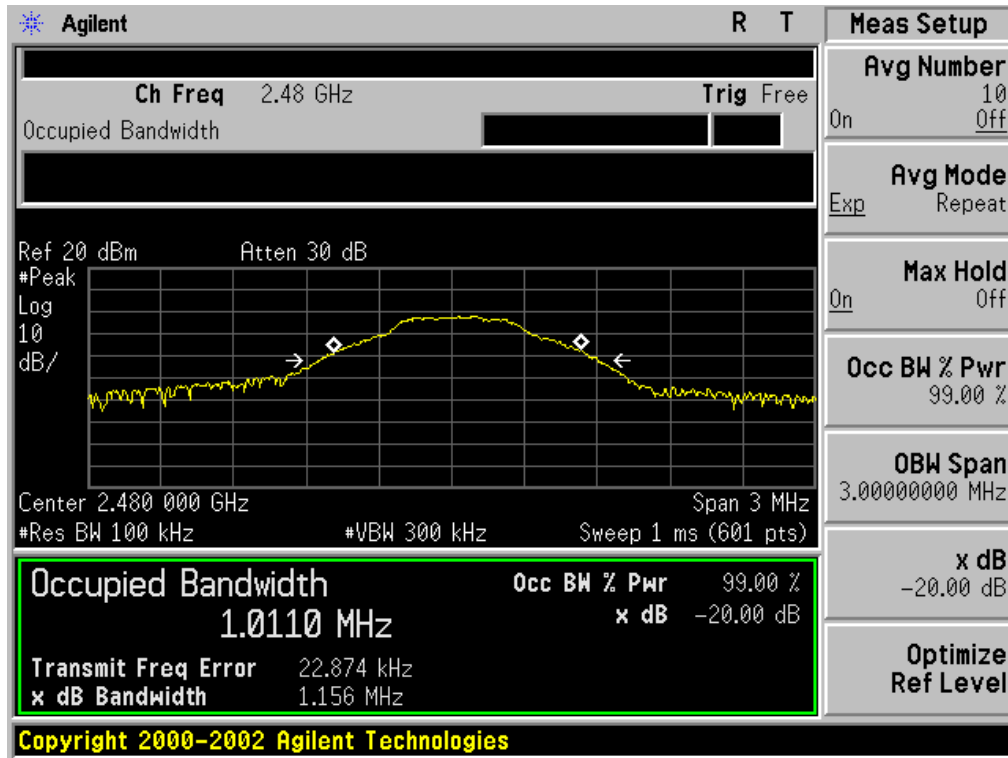 Agilent R T
Ch Freq 2.48 GHz Trig Free
Occupied Bandwidth
Ref 20 dBm Atten 30 dB
#Peak
Log
10
dB/
Center 2.480 000 GHz Span 3 MHz
#Res BW 100 kHz #VBW 300 kHz Sweep 1 ms (601 pts)
Occupied Bandwidth
1.0110 MHz
Occ BW % Pwr 99.00 %
x dB -20.00 dB
Transmit Freq Error 22.874 kHz
x dB Bandwidth 1.156 MHz
Copyright 2000-2002 Agilent Technologies
Meas Setup
Avg Number
10
On Off
Avg Mode
Exp Repeat
Max Hold
On Off
Occ BW % Pwr
99.00 %
OBW Span
3.00000000 MHz
x dB
-20.00 dB
Optimize
Ref Level